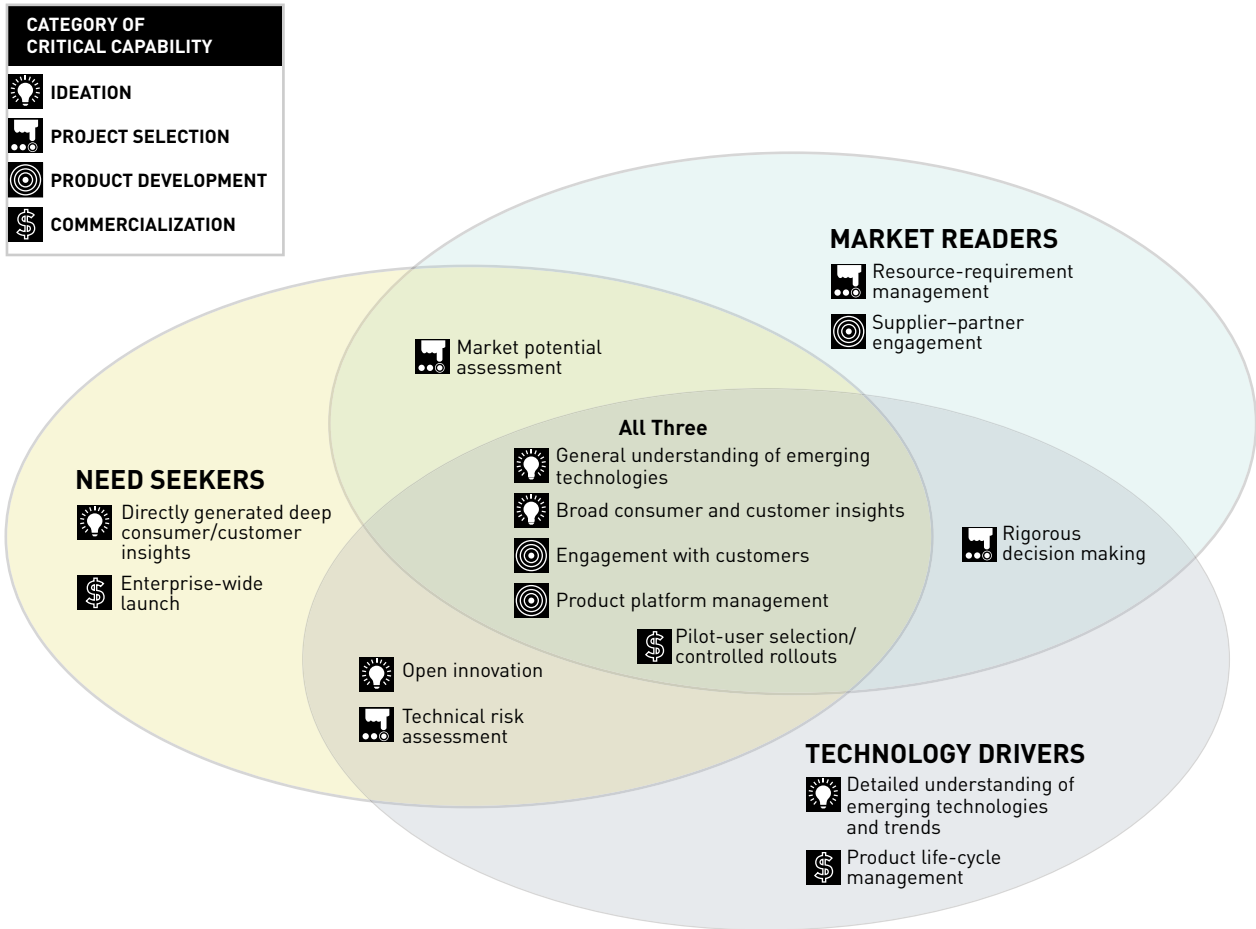 CATEGORY OF
CRITICAL CAPABILITY
IDEATION
PROJECT SELECTION
PRODUCT DEVELOPMENT
$ COMMERCIALIZATION
MARKET READERS
Resource-requirement
management
Supplier–partner
engagement
Market potential
assessment
All Three
General understanding of emerging
technologies
Broad consumer and customer insights
Engagement with customers
Product platform management
$ Pilot-user selection/
controlled rollouts
NEED SEEKERS
Directly generated deep
consumer/customer
insights
$ Enterprise-wide
launch
Rigorous
decision making
Open innovation
Technical risk
assessment
TECHNOLOGY DRIVERS
Detailed understanding of
emerging technologies
and trends
$ Product life-cycle
management